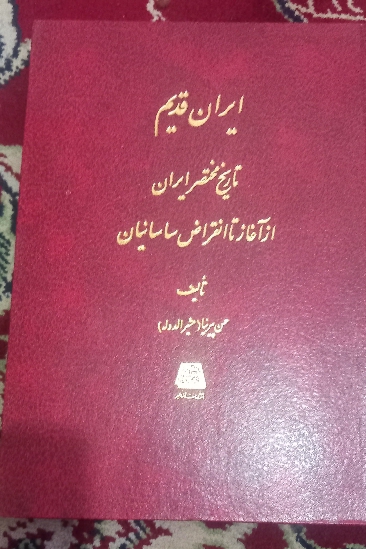 ایران قدیم
تاریخ مختصر ایران
از آغاز تا انقراض ساسانیان
تألیف
حسن پیرنیا (مشیرالدوله)